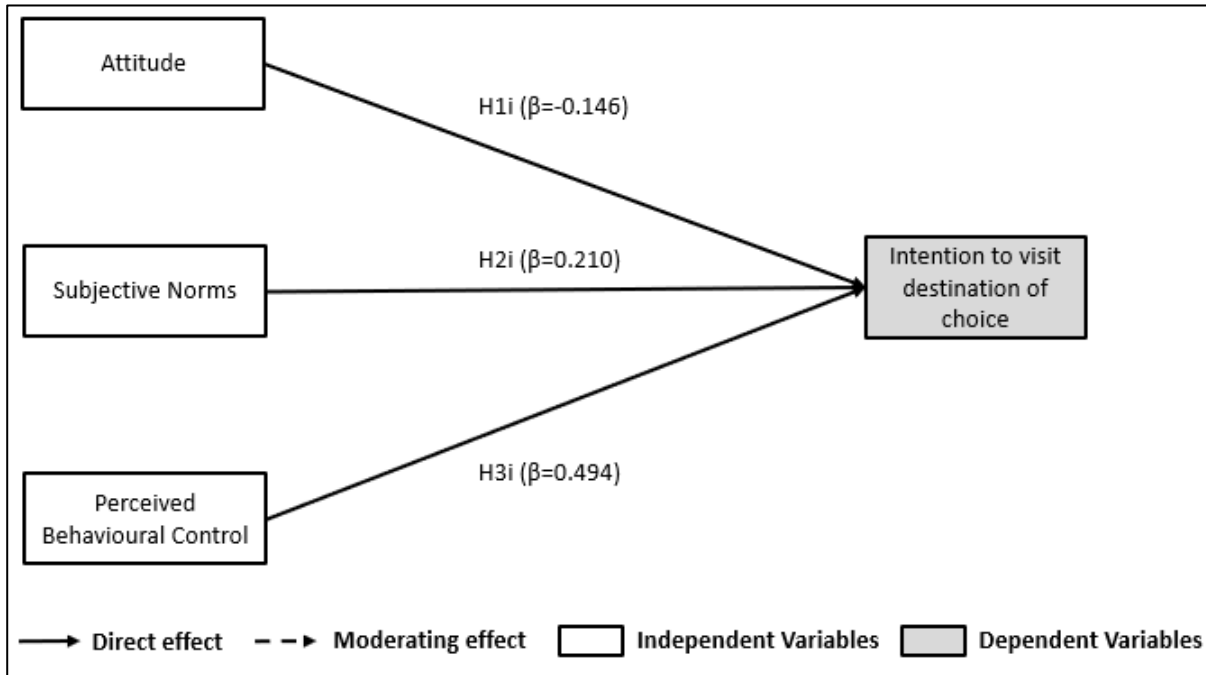 Attitude
H1i (β=-0.146)
Subjective Norms
H2i (β=0.210)
Intention to visit
destination of
choice
H3i (β=0.494)
Perceived
Behavioural Control
Direct effect
Moderating effect
Independent Variables
Dependent Variables